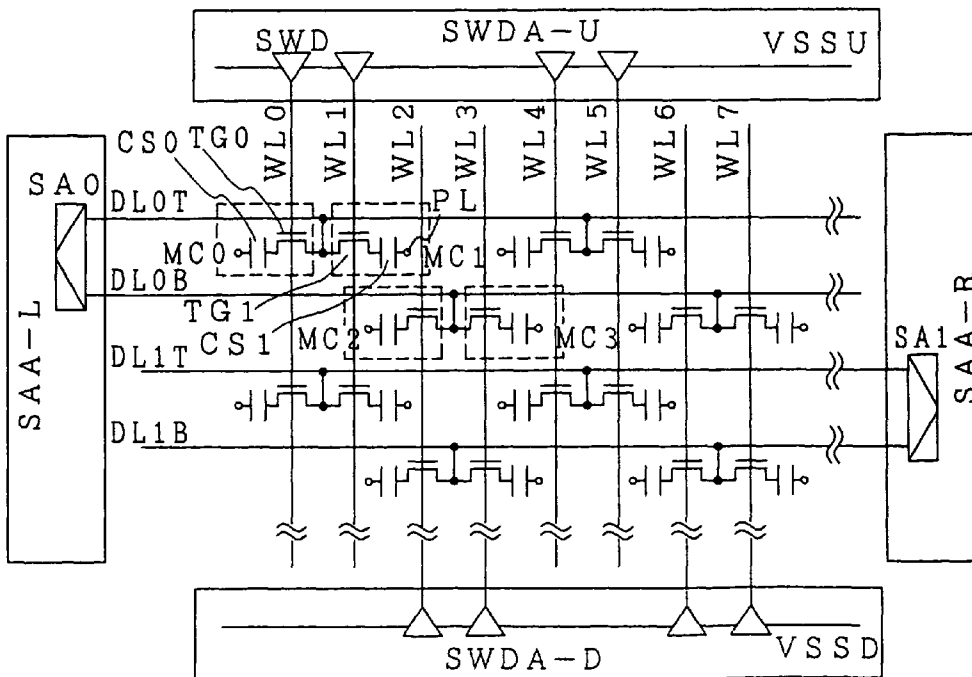 SWD
SWDA-U
VSSU
WL0
WL1
WL2
WL3
WL4
WL5
WL6
WL7
CS0
TG0
SA0
DL0T
PL
MC0
MC1
DL0B
TG1
CS1
MC2
MC3
SA1
DL1T
DL1B
SAA-L
SAA-R
SWDA-D
VSSD